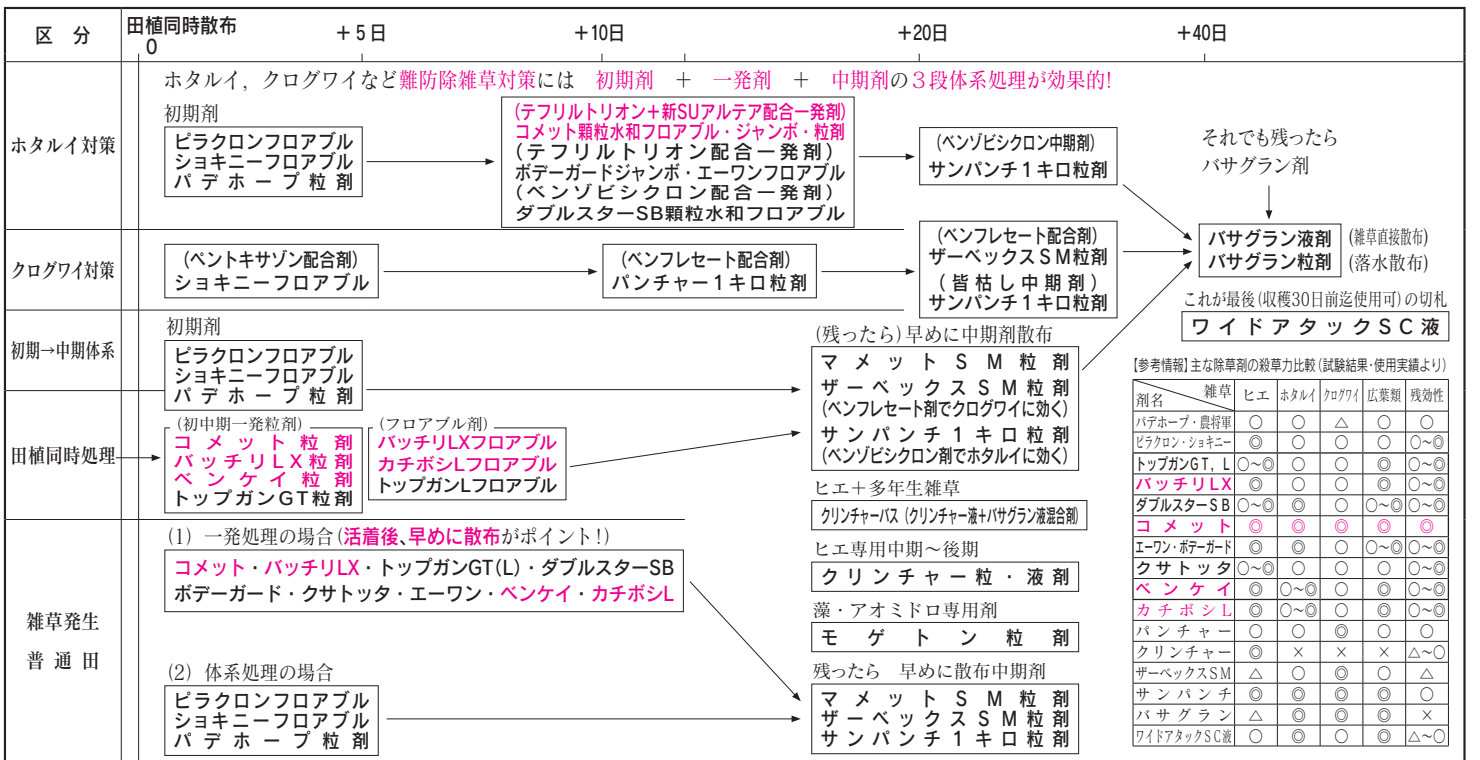 区 分
田植同時散布
0
+5日
+10日
+20日
+40日
ホタルイ対策
ホタルイ，クログワイなど難防除雑草対策には 初期剤 ＋ 一発剤 ＋ 中期剤の３段体系処理が効果的!
初期剤
ピラクロンフロアブル
ショキニーフロアブル
パデホープ粒剤
(テフリルトリオン＋新SUアルテア配合一発剤)
コメット顆粒水和フロアブル・ジャンボ・粒剤
(テフリルトリオン配合一発剤)
ボデーガードジャンボ・エーワンフロアブル
(ベンゾビシクロン配合一発剤)
ダブルスターSB顆粒水和フロアブル
(ベンゾビシクロン中期剤)
サンパンチ1キロ粒剤
それでも残ったら
バサグラン剤
バサグラン液剤 (雑草直接散布)
バサグラン粒剤 (落水散布)
これが最後(収穫30日前迄使用可)の切札
ワイドアタックSC液
クログワイ対策
(ペントキサゾン配合剤)
ショキニーフロアブル
(ベンフレセート配合剤)
パンチャー1キロ粒剤
(ベンフレセート配合剤)
ザーベックスSM粒剤
(皆枯し中期剤)
サンパンチ1キロ粒剤
初期→中期体系
初期剤
ピラクロンフロアブル
ショキニーフロアブル
パデホープ粒剤
(残ったら)早めに中期剤散布
マメットSM粒剤
ザーベックスSM粒剤
(ベンフレセート剤でクログワイに効く)
サンパンチ1キロ粒剤
(ベンゾビシクロン剤でホタルイに効く)
田植同時処理
(初中期一発粒剤)
コメット粒剤
バッチリLX粒剤
ベンケイ粒剤
トップガンGT粒剤
(フロアブル剤)
バッチリLXフロアブル
カチボシLフロアブル
トップガンLフロアブル
ヒエ＋多年生雑草
クリンチャーバス (クリンチャー液+バサグラン液混合剤)
ヒエ専用中期～後期
クリンチャー粒・液剤
藻・アオミドロ専用剤
モゲトン粒剤
雑草発生
普通田
(1) 一発処理の場合(活着後、早めに散布がポイント!)
コメット・バッチリLX・トップガンGT(L)・ダブルスターSB
ボデーガード・クサトッタ・エーワン・ベンケイ・カチボシL
(2) 体系処理の場合
ピラクロンフロアブル
ショキニーフロアブル
パデホープ粒剤
残ったら 早めに散布中期剤
マメットSM粒剤
ザーベックスSM粒剤
サンパンチ1キロ粒剤
【参考情報】主な除草剤の殺草力比較(試験結果・使用実績より)
剤名 雑草 ヒエ ホタルイ クログワイ 広葉類 残効性
パデホープ・農将軍 ○ ○ △ ○ ○
ピラクロン・ショキニー ◎ ○ ○ ○ ○～◎
トップガンGT，L ○～◎ ○ ○ ◎ ○～◎
バッチリLX ◎ ○ ○ ◎ ○～◎
ダブルスターSB ○～◎ ◎ ○ ○～◎ ○～◎
コメット ◎ ◎ ◎ ◎ ◎
エーワン・ボデーガード ◎ ◎ ○ ○～◎ ○～◎
クサトッタ ○～◎ ○ ○ ○ ○～◎
ベンケイ ◎ ○～◎ ○ ◎ ○～◎
カチボシL ◎ ○～◎ ○ ◎ ○～◎
パンチャー ○ ○ ◎ ○ ○
クリンチャー ◎ × × × △～○
ザーベックスSM △ ○ ◎ ○ △
サンパンチ ◎ ◎ ◎ ◎ ○
バサグラン △ ◎ ◎ ◎ ×
ワイドアタックSC液 ○ ◎ ○ ◎ △～○